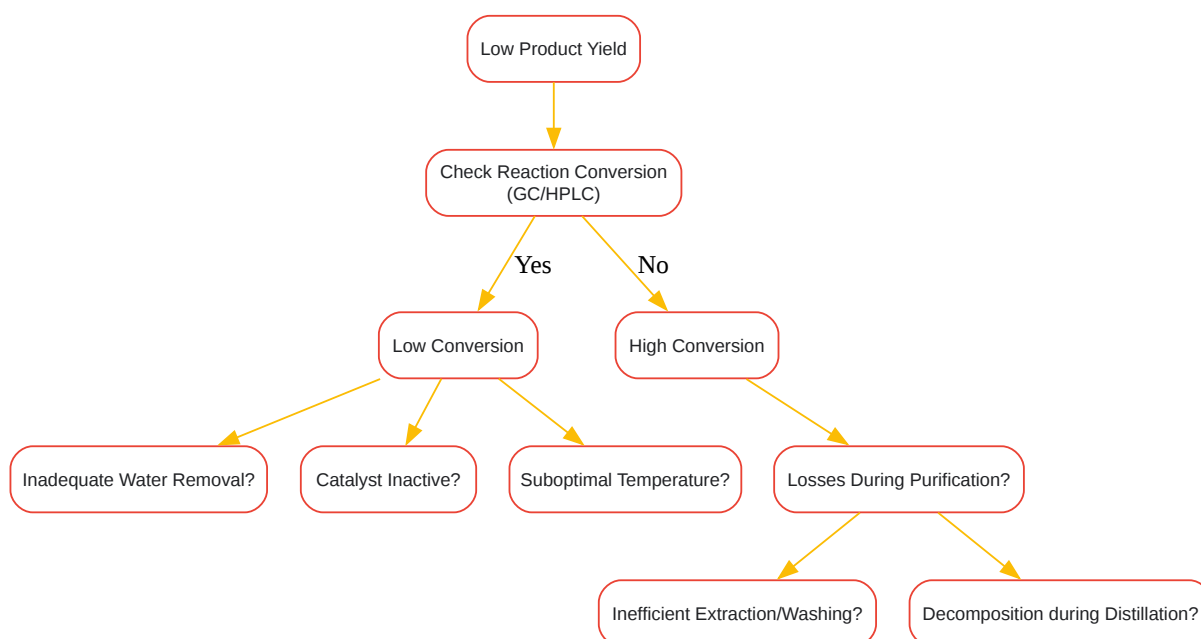 Low Product Yield
Check Reaction Conversion
(GC/HPLC)
Yes
No
Low Conversion
High Conversion
Inadequate Water Removal?
Catalyst Inactive?
Suboptimal Temperature?
Losses During Purification?
Inefficient Extraction/Washing?
Decomposition during Distillation?